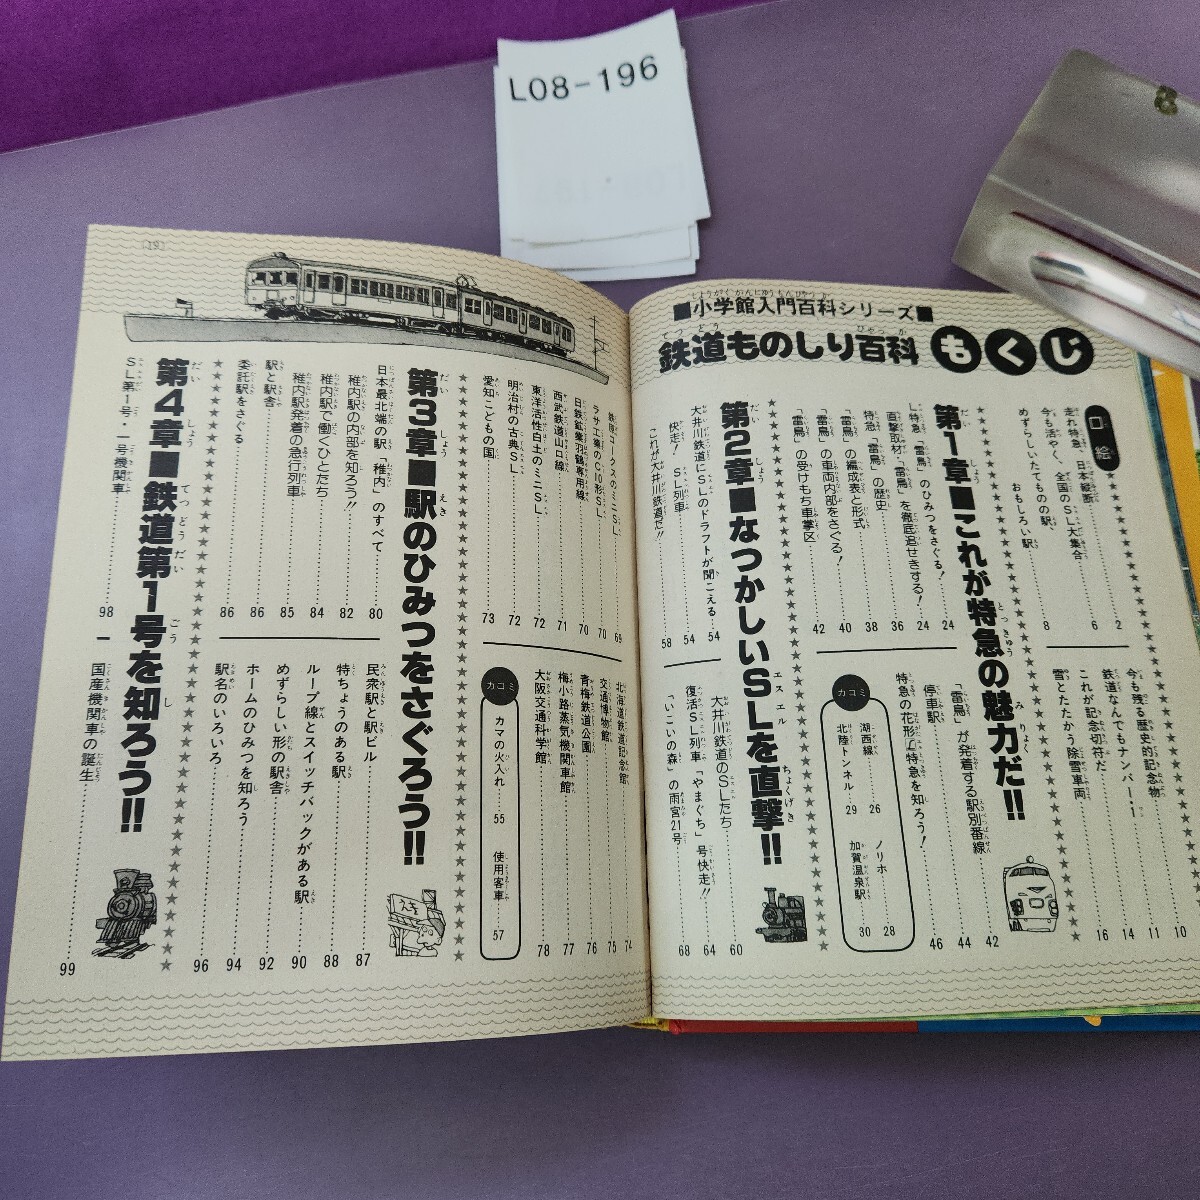 L08-196
■小学館入門百科シリーズ■
鉄道ものしり百科 もくじ
口絵
走れ特急、日本縦断 2
今も活やく、全国のSL大集合 6
めずらしいたてものの駅、
おもしろい駅 8
今も残る歴史的記念物 10
鉄道なんでもナンバー・1 11
これが記念切符だ 14
雪とたたかう除雪車両 16
第1章■これが特急の魅力だ!!
L特急「雷鳥」のひみつをさぐる! 24
直撃取材、「雷鳥」を徹底追せきする! 24
特急「雷鳥」の歴史 36
「雷鳥」の編成表と形式 38
「雷鳥」の車両内部をさぐる! 40
「雷鳥」の受けもち車掌区 42
「雷鳥」が発着する駅別番線 42
停車駅 44
特急の花形L特急を知ろう! 46
カコミ
湖西線 26
ノリホ 28
北陸トンネル 29
加賀温泉駅 30
第2章■なつかしいSLを直撃!!
大井川鉄道にSLのドラフトが聞こえる 54
快走! SL列車 54
これが大井川鉄道だ!! 58
大井川鉄道のSLたち 60
復活SL列車「やまぐち」号快走!! 64
「いこいの森」の雨宮21号 68
(19)
鉄原コークスのミニSL 69
ラサ工業のC10形SL 70
日鉄鉱業羽鶴専用線 70
西武鉄道山口線 71
東洋活性白土のミニSL 72
明治村の古典SL 72
愛知こどもの国 73
北海道鉄道記念館 74
交通博物館 75
青梅鉄道公園 76
梅小路蒸気機関車館 77
大阪交通科学館 78
カコミ
カマの火入れ 55
使用客車 57
第3章■駅のひみつをさぐろう!!
日本最北端の駅「稚内」のすべて 80
稚内駅の内部を知ろう!! 82
稚内駅で働くひとたち 84
稚内駅発着の急行列車 85
駅と駅舎 86
委託駅をさぐる 86
民衆駅と駅ビル 87
特ちょうのある駅 88
ループ線とスイッチバックがある駅 90
めずらしい形の駅舎 92
ホームのひみつを知ろう 94
駅名のいろいろ 96
第4章■鉄道第1号を知ろう!!
SL第1号・一号機関車 98
国産機関車の誕生 99